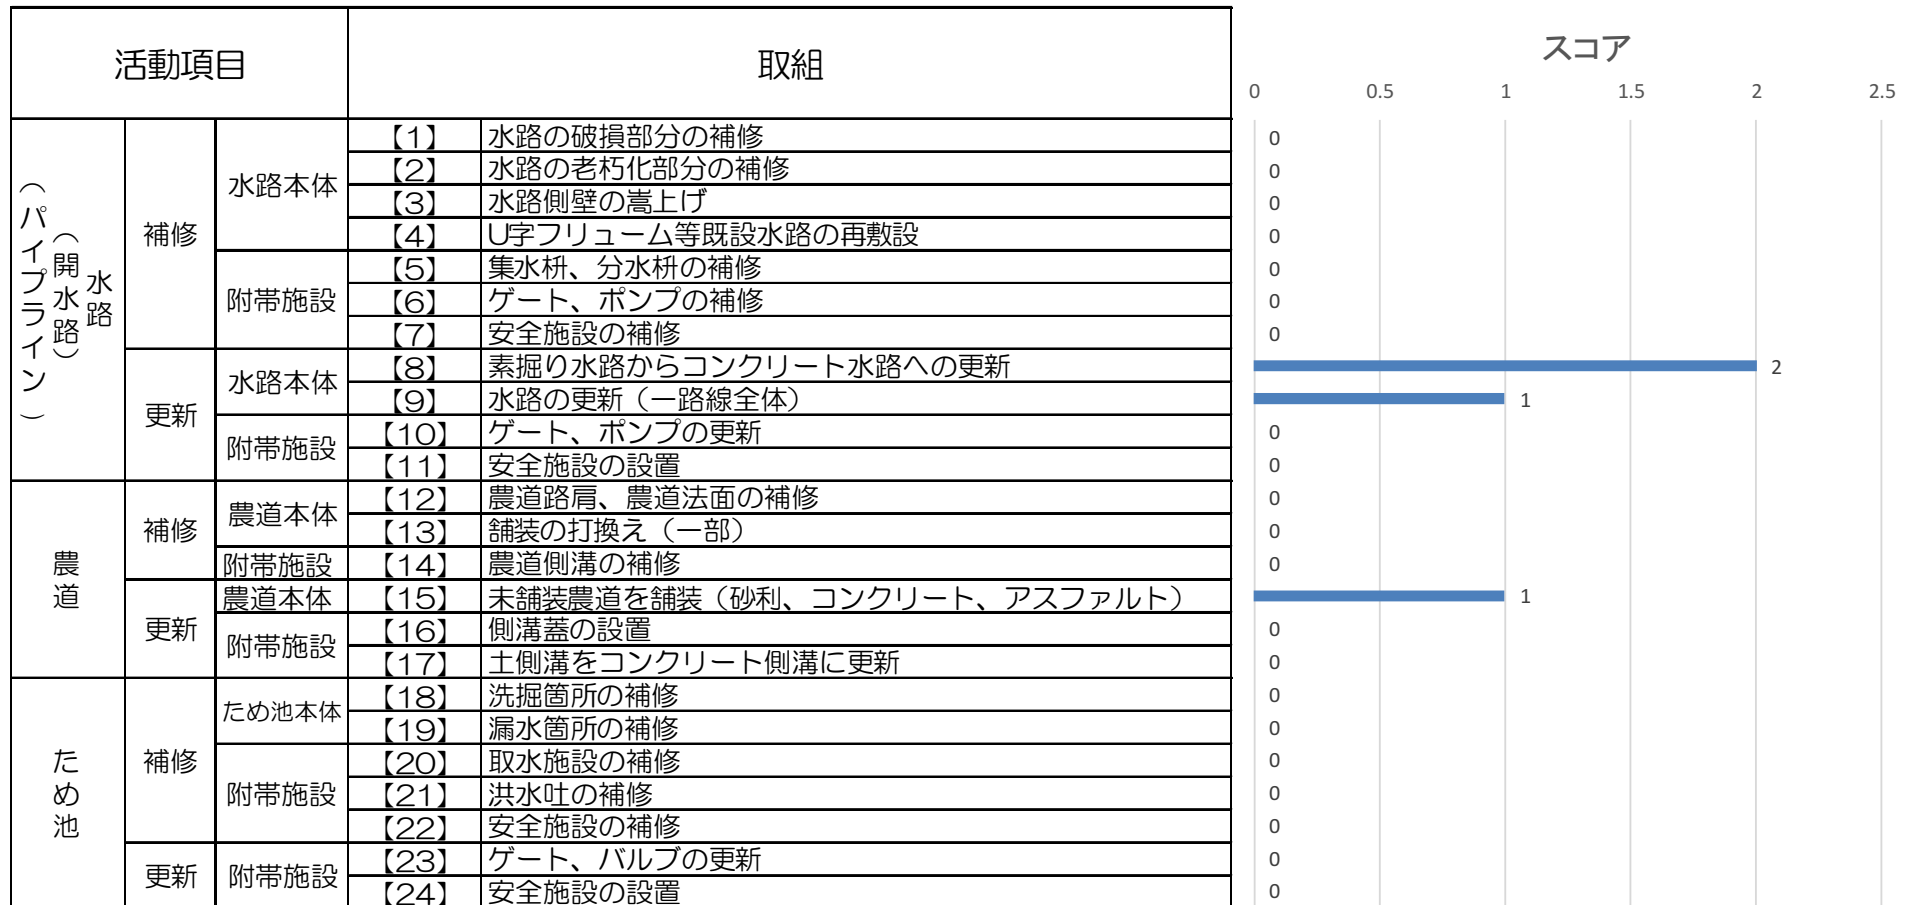 活動項目 取組 スコア
0 0.5 1 1.5 2 2.5
水路
（開水路）
（パイプライン）
補修
水路本体
【1】 水路の破損部分の補修 0
【2】 水路の老朽化部分の補修 0
【3】 水路側壁の嵩上げ 0
【4】 U字フリューム等既設水路の再敷設 0
附帯施設
【5】 集水枡、分水枡の補修 0
【6】 ゲート、ポンプの補修 0
【7】 安全施設の補修 0
更新
水路本体
【8】 素掘り水路からコンクリート水路への更新 2
【9】 水路の更新（一路線全体） 1
附帯施設
【10】 ゲート、ポンプの更新 0
【11】 安全施設の設置 0
農道
補修
農道本体
【12】 農道路肩、農道法面の補修 0
【13】 舗装の打換え（一部） 0
附帯施設 【14】 農道側溝の補修 0
更新
農道本体 【15】 未舗装農道を舗装（砂利、コンクリート、アスファルト） 1
附帯施設
【16】 側溝蓋の設置 0
【17】 土側溝をコンクリート側溝に更新 0
ため池
補修
ため池本体
【18】 洗掘箇所の補修 0
【19】 漏水箇所の補修 0
附帯施設
【20】 取水施設の補修 0
【21】 洪水吐の補修 0
【22】 安全施設の補修 0
更新
附帯施設
【23】 ゲート、バルブの更新 0
【24】 安全施設の設置 0